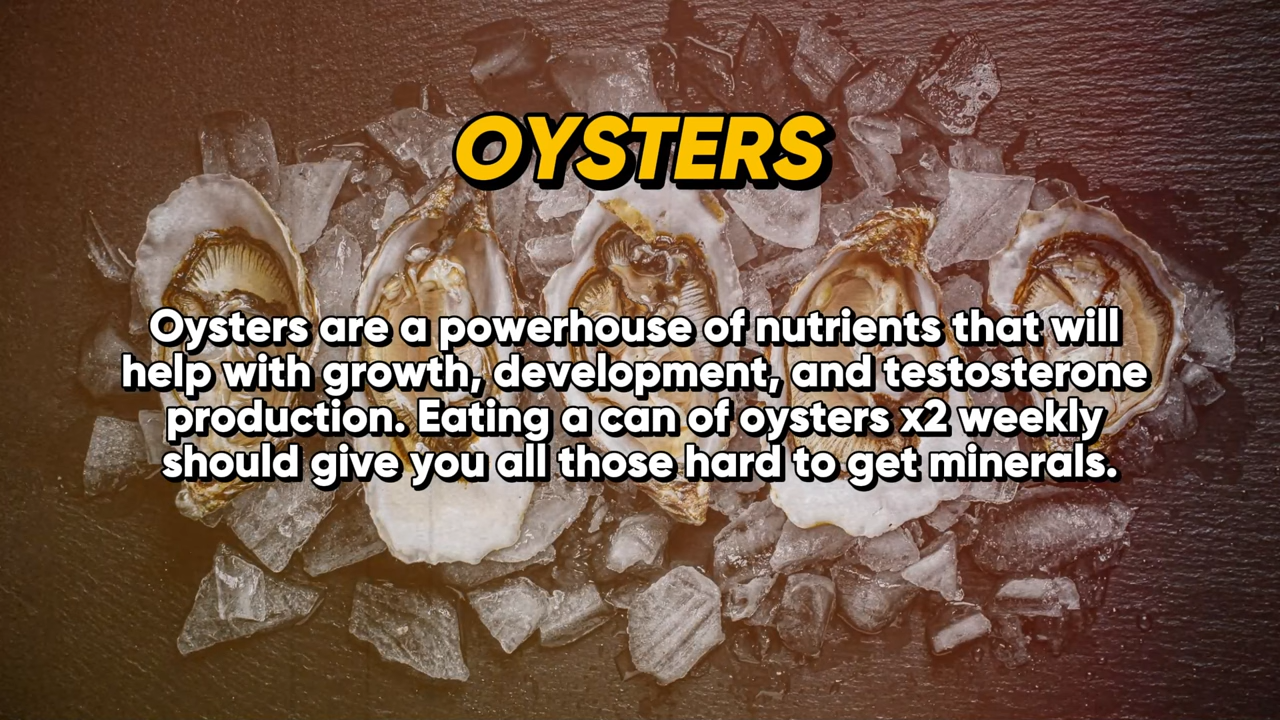 OYSTERS
Oysters are a powerhouse of nutrients that will
help with growth, development, and testosterone
production. Eating a can of oysters x2 weekly
should give you all those hard to get minerals.